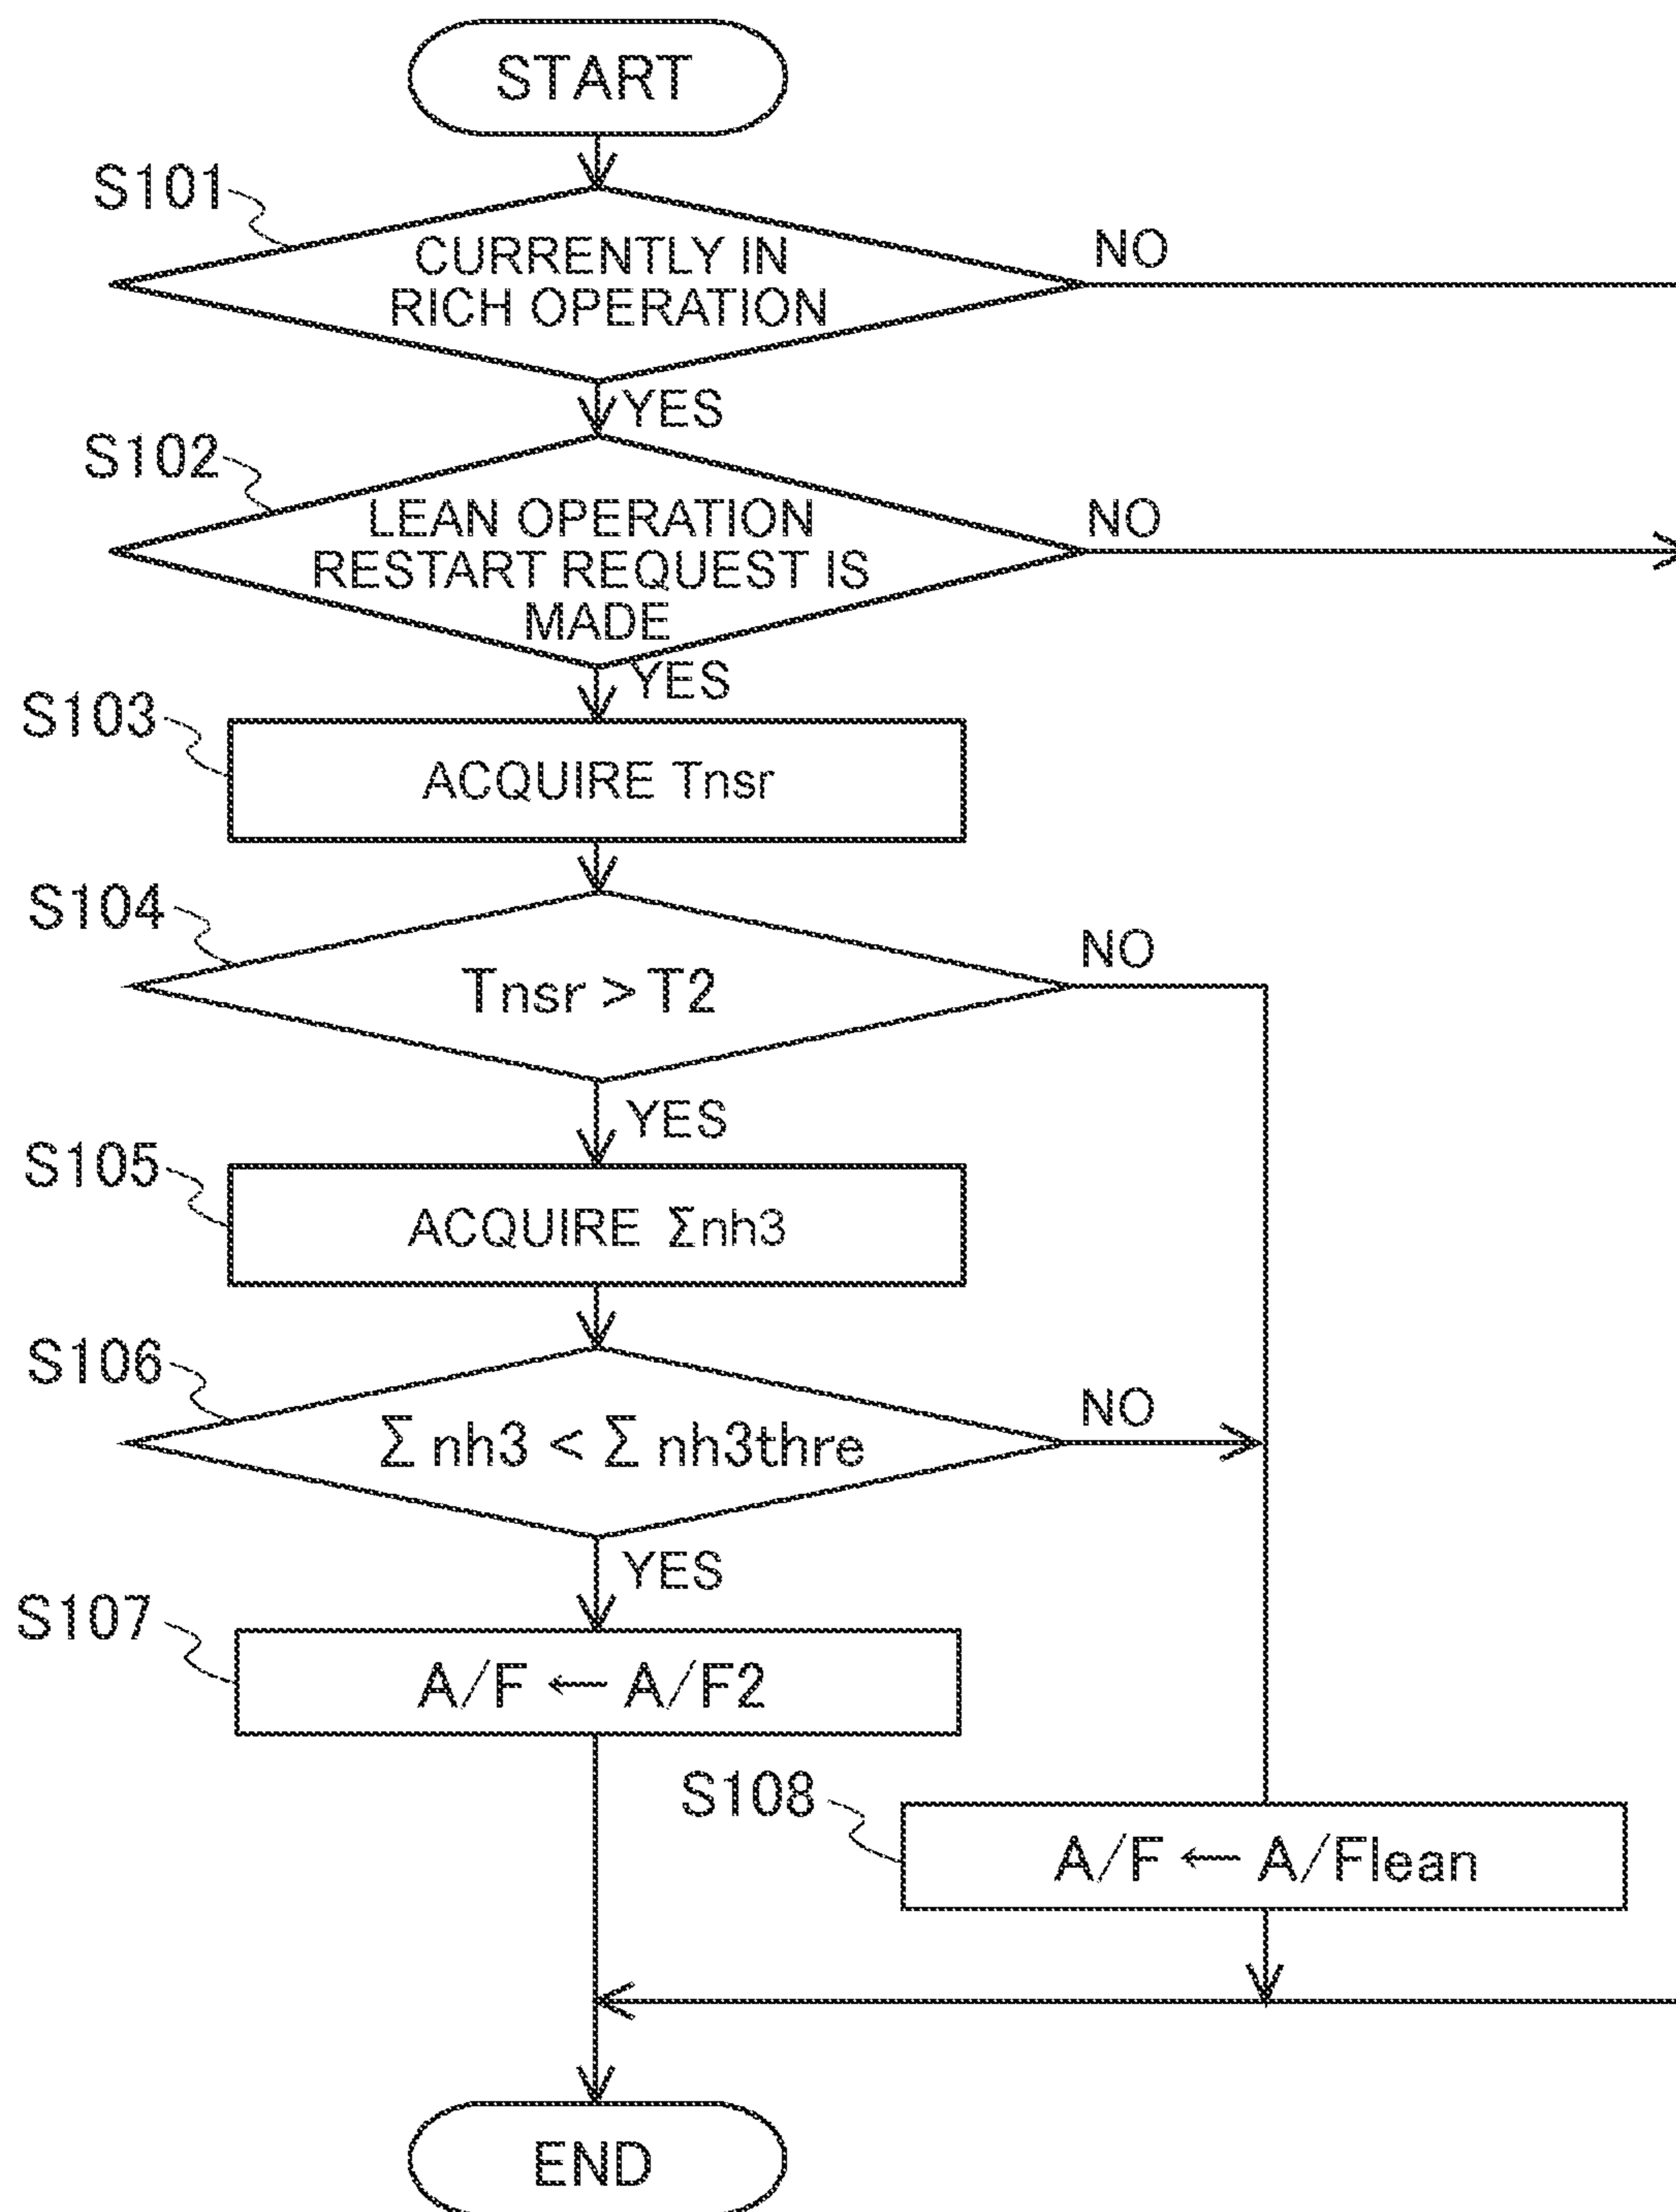 START
S101
CURRENTLY IN
RICH OPERATION
NO
YES
S102
LEAN OPERATION
RESTART REQUEST IS
MADE
NO
YES
S103
ACQUIRE Tnsr
S104
Tnsr > T2
NO
YES
S105
ACQUIRE Σnh3
S106
Σ nh3 < Σ nh3thre
NO
YES
S107
A/F ← A/F2
S108
A/F ← A/Flean
END